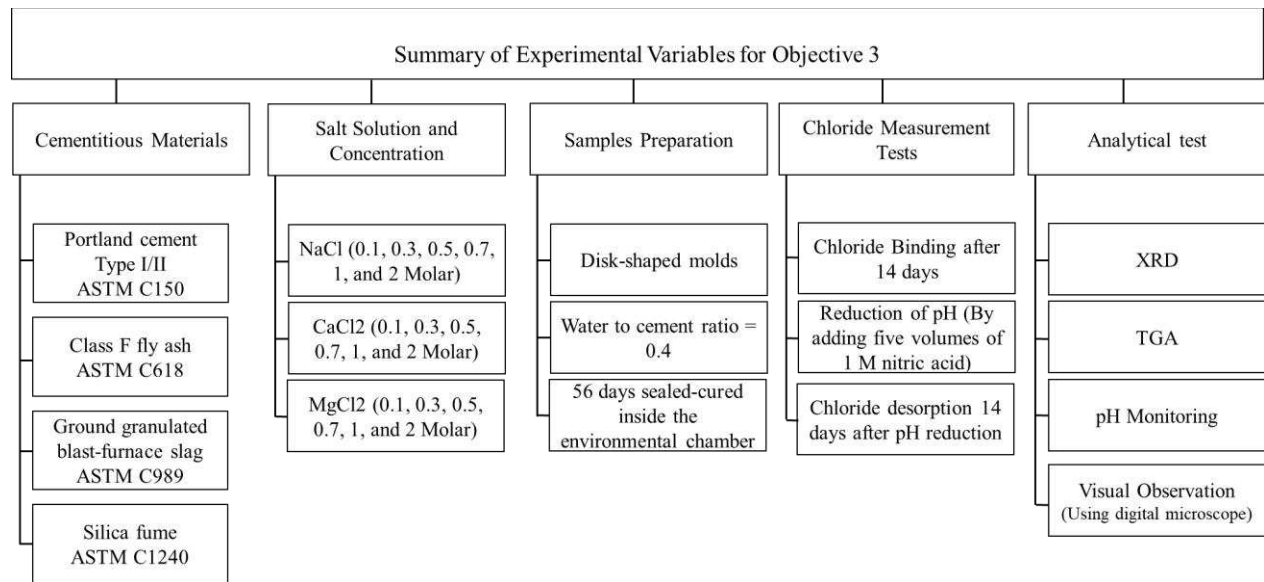 Summary of Experimental Variables for Objective 3
Cementitious Materials
Portland cement
Type I/II
ASTM C150
Class F fly ash
ASTM C618
Ground granulated
blast-furnace slag
ASTM C989
Silica fume
ASTM C1240
Salt Solution and
Concentration
NaCl (0.1, 0.3, 0.5, 0.7,
1, and 2 Molar)
CaCl2 (0.1, 0.3, 0.5,
0.7, 1, and 2 Molar)
MgCl2 (0.1, 0.3, 0.5,
0.7, 1, and 2 Molar)
Samples Preparation
Disk-shaped molds
Water to cement ratio =
0.4
56 days sealed-cured
inside the
environmental chamber
Chloride Measurement
Tests
Chloride Binding after
14 days
Reduction of pH (By
adding five volumes of
1 M nitric acid)
Chloride desorption 14
days after pH reduction
Analytical test
XRD
TGA
pH Monitoring
Visual Observation
(Using digital microscope)